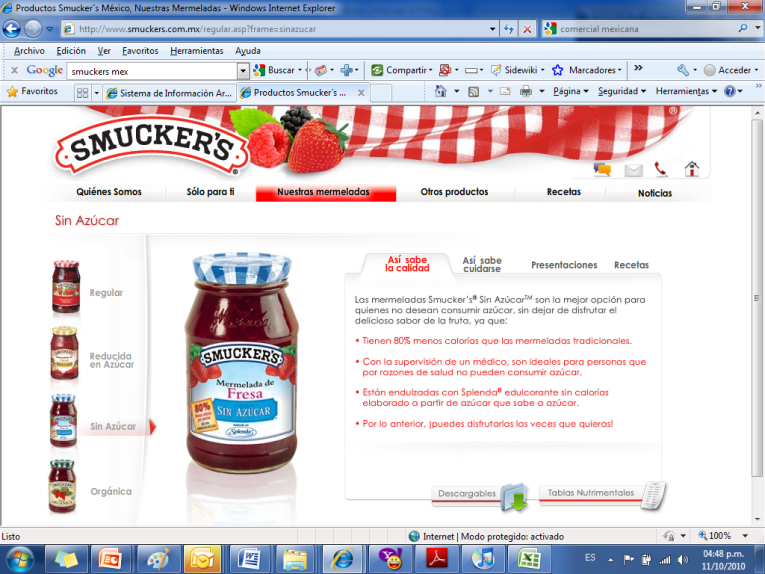 Productos Smucker´s México, Nuestras Mermeladas - Windows Internet Explorer
http://www.smuckers.com.mx/regular.asp?frame=sinazucar
comercial mexicana
Archivo Edición Ver Favoritos Herramientas Ayuda
x Google smuckers mex Buscar Compartir Sidewiki Marcadores » Acceder
Favoritos Sistema de Información Ar... Productos Smucker´s ... x Página Seguridad Herramientas »
SMUCKER'S®
®
Quiénes Somos Sólo para ti Nuestras mermeladas Otros productos Recetas Noticias
Sin Azúcar
Regular
Reducida
en Azúcar
Sin Azúcar
Orgánica
SMUCKER'S
Mermelada de
Fresa
80%
SIN AZÚCAR
Splenda
Así sabe
la calidad
Así sabe
cuidarse
Presentaciones
Recetas
Las mermeladas Smucker's® Sin Azúcar™ son la mejor opción para
quienes no desean consumir azúcar, sin dejar de disfrutar el
delicioso sabor de la fruta, ya que:
• Tienen 80% menos calorías que las mermeladas tradicionales.
• Con la supervisión de un médico, son ideales para personas que
por razones de salud no pueden consumir azúcar.
• Están endulzadas con Splenda® edulcorante sin calorías
elaborado a partir de azúcar que sabe a azúcar.
• Por lo anterior, ¡puedes disfrutarlas las veces que quieras!
Descargables
Tablas Nutrimentales
Listo Internet | Modo protegido: activado 100%
ES 04:48 p.m.
11/10/2010